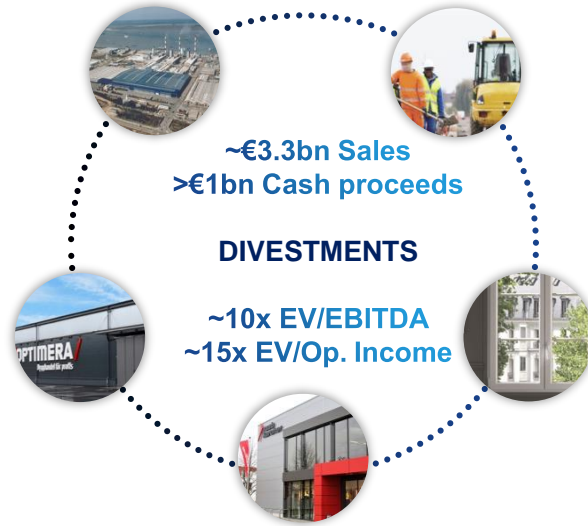 ~€3.3bn Sales
>€1bn Cash proceeds
DIVESTMENTS
~10x EV/EBITDA
~15x EV/Op. Income
OPTIMERA